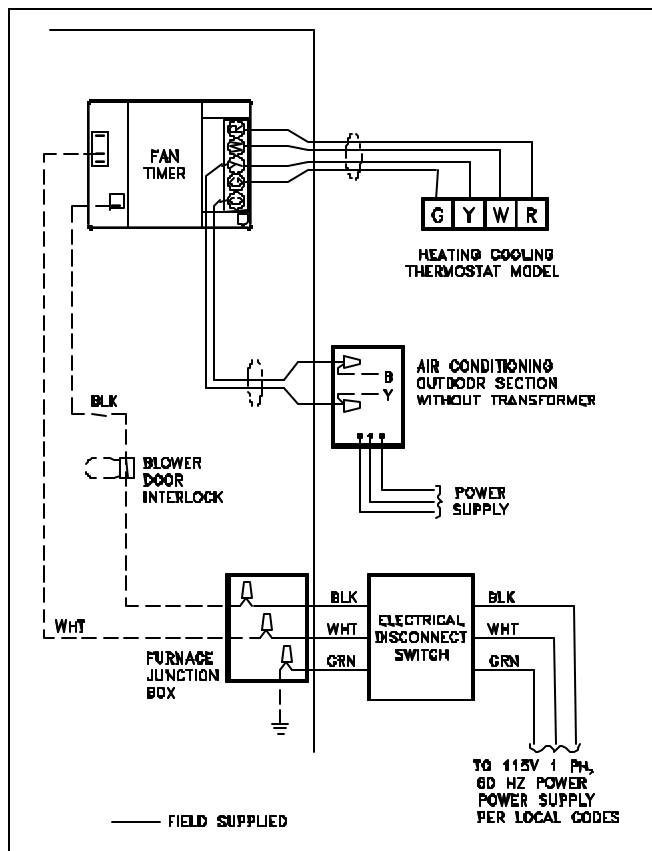 FAN
TIMER
R
W
Y
G
C
G Y W R
HEATING COOLING
THERMOSTAT MODEL
B
Y
AIR CONDITIONING
OUTDOOR SECTION
WITHOUT TRANSFORMER
BLK
BLOWER
DOOR
INTERLOCK
POWER
SUPPLY
WHT
FURNACE
JUNCTION
BOX
BLK
WHT
GRN
ELECTRICAL
DISCONNECT
SWITCH
BLK
WHT
GRN
TO 115V 1 PH,
60 HZ POWER
POWER SUPPLY
PER LOCAL CODES
FIELD SUPPLIED